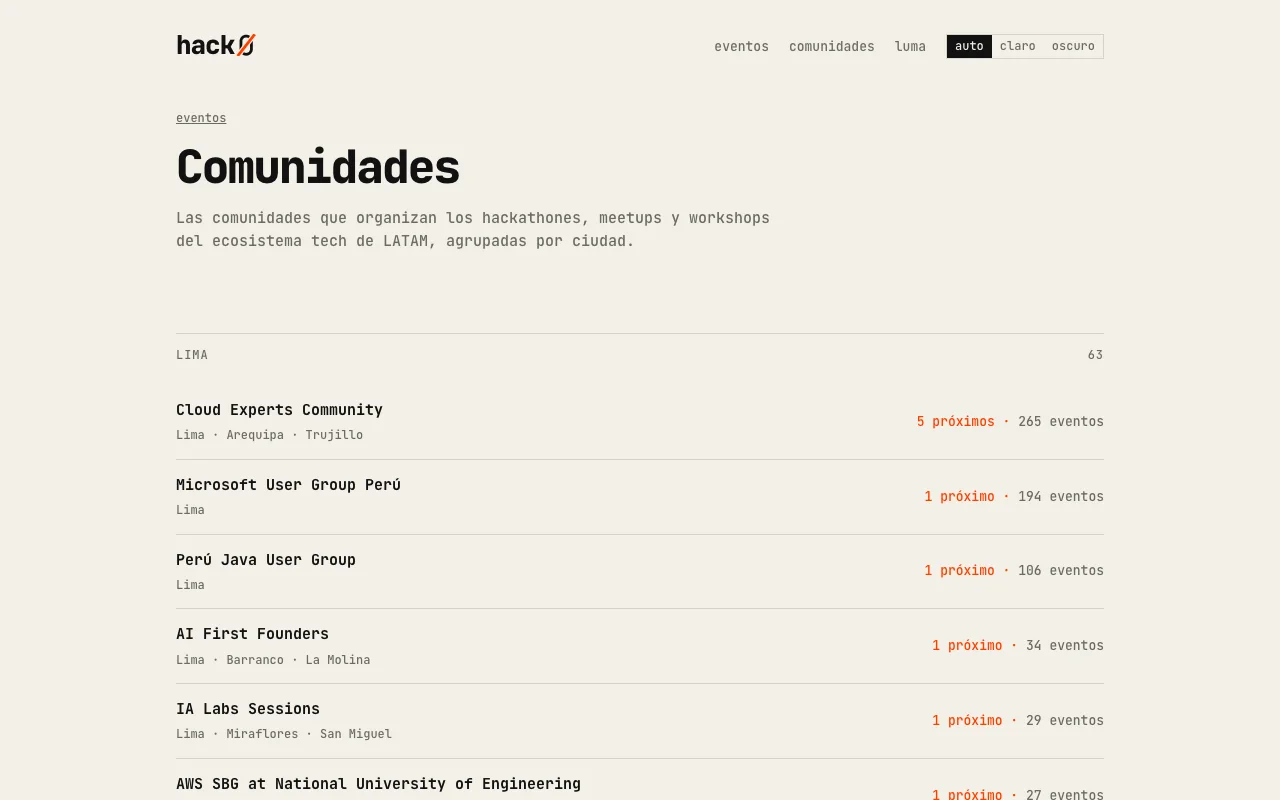 hack0
eventos comunidades luma auto claro oscuro
eventos
Comunidades
Las comunidades que organizan los hackathones, meetups y workshops
del ecosistema tech de LATAM, agrupadas por ciudad.
LIMA 63
Cloud Experts Community
5 próximos · 265 eventos
Lima · Arequipa · Trujillo
Microsoft User Group Perú
1 próximo · 194 eventos
Lima
Perú Java User Group
1 próximo · 106 eventos
Lima
AI First Founders
1 próximo · 34 eventos
Lima · Barranco · La Molina
IA Labs Sessions
1 próximo · 29 eventos
Lima · Miraflores · San Miguel
AWS SBG at National University of Engineering
1 próximo · 27 eventos